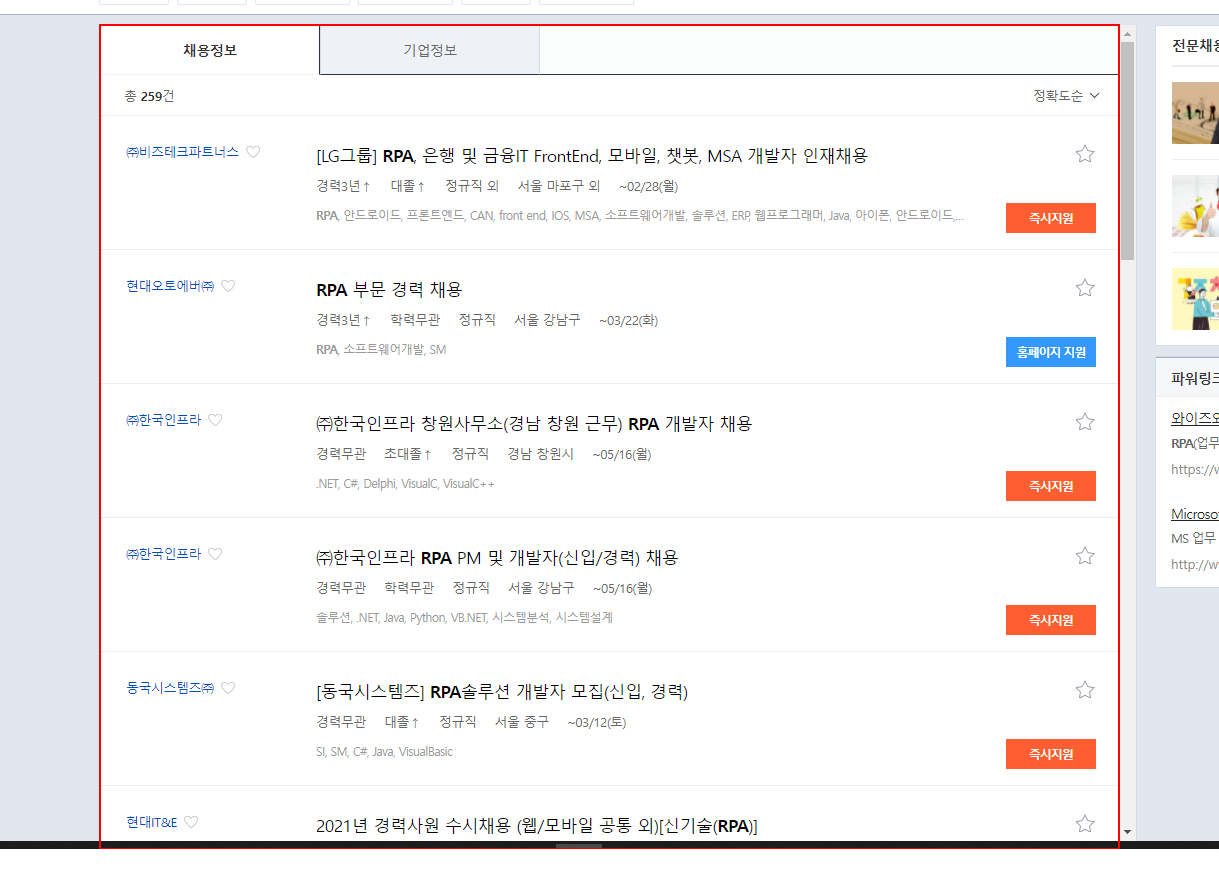 채용정보
기업정보
총 259건
정확도순
㈜비즈테크파트너스
[LG그룹] RPA, 은행 및 금융IT FrontEnd, 모바일, 챗봇, MSA 개발자 인재채용
경력3년↑ 대졸↑ 정규직 외 서울 마포구 외 ~02/28(월)
RPA, 안드로이드, 프론트엔드, CAN, front end, IOS, MSA, 소프트웨어개발, 솔루션, ERP, 웹프로그래머, Java, 아이폰, 안드로이드,...
즉시지원
현대오토에버㈜
RPA 부문 경력 채용
경력3년↑ 학력무관 정규직 서울 강남구 ~03/22(화)
RPA, 소프트웨어개발, SM
홈페이지 지원
㈜한국인프라
㈜한국인프라 창원사무소(경남 창원 근무) RPA 개발자 채용
경력무관 초대졸↑ 정규직 경남 창원시 ~05/16(월)
.NET, C#, Delphi, VisualC, VisualC++
즉시지원
㈜한국인프라
㈜한국인프라 RPA PM 및 개발자(신입/경력) 채용
경력무관 학력무관 정규직 서울 강남구 ~05/16(월)
솔루션, .NET, Java, Python, VB.NET, 시스템분석, 시스템설계
즉시지원
동국시스템즈㈜
[동국시스템즈] RPA솔루션 개발자 모집(신입, 경력)
경력무관 대졸↑ 정규직 서울 중구 ~03/12(토)
SI, SM, C#, Java, VisualBasic
즉시지원
현대IT&E
2021년 경력사원 수시채용 (웹/모바일 공통 외)[신기술(RPA)]
전문채용
파워링크
와이즈와
RPA(업무
https://w
Microsof
MS 업무
http://w